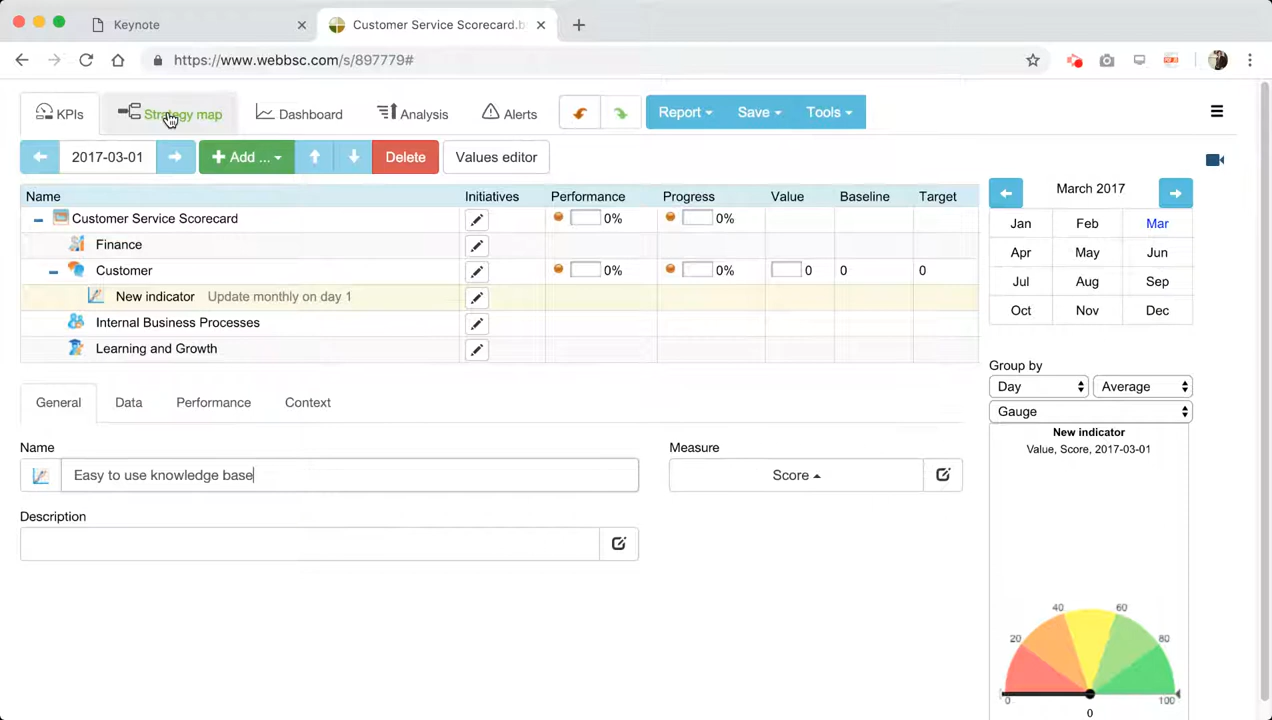 Keynote
Customer Service Scorecard.b
https://www.webbsc.com/s/897779#
KPIs
Strategy map
Dashboard
Analysis
Alerts
Report
Save
Tools
2017-03-01
Add ...
Delete
Values editor
Name Initiatives Performance Progress Value Baseline Target
Customer Service Scorecard 0% 0%
Finance
Customer 0% 0% 0 0 0
New indicator Update monthly on day 1
Internal Business Processes
Learning and Growth
March 2017
Jan Feb Mar
Apr May Jun
Jul Aug Sep
Oct Nov Dec
Group by
Day Average
Gauge
New indicator
Value, Score, 2017-03-01
40 60
20 80
0 100
0
General Data Performance Context
Name
Easy to use knowledge base
Measure
Score
Description